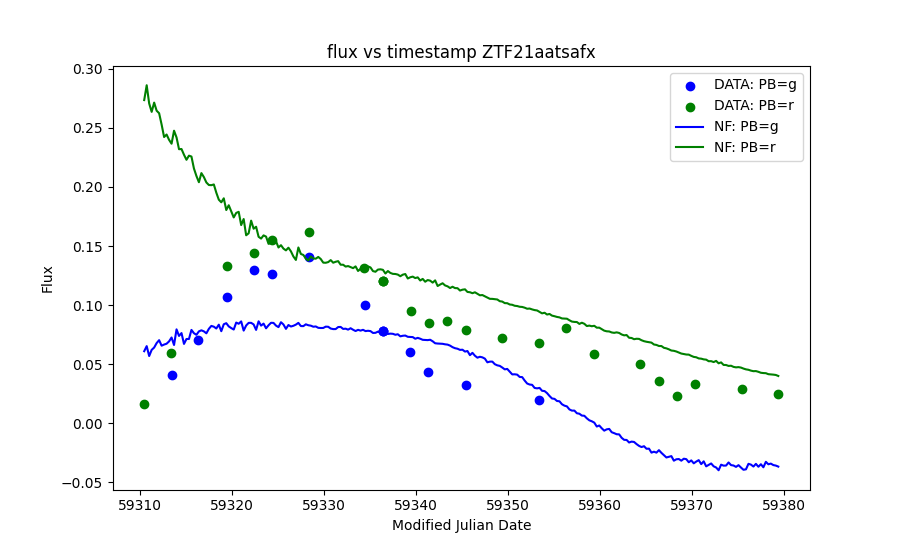 flux vs timestamp ZTF21aatsafx
DATA: PB=g
DATA: PB=r
NF: PB=g
NF: PB=r
Flux
0.30
0.25
0.20
0.15
0.10
0.05
0.00
−0.05
59310 59320 59330 59340 59350 59360 59370 59380
Modified Julian Date